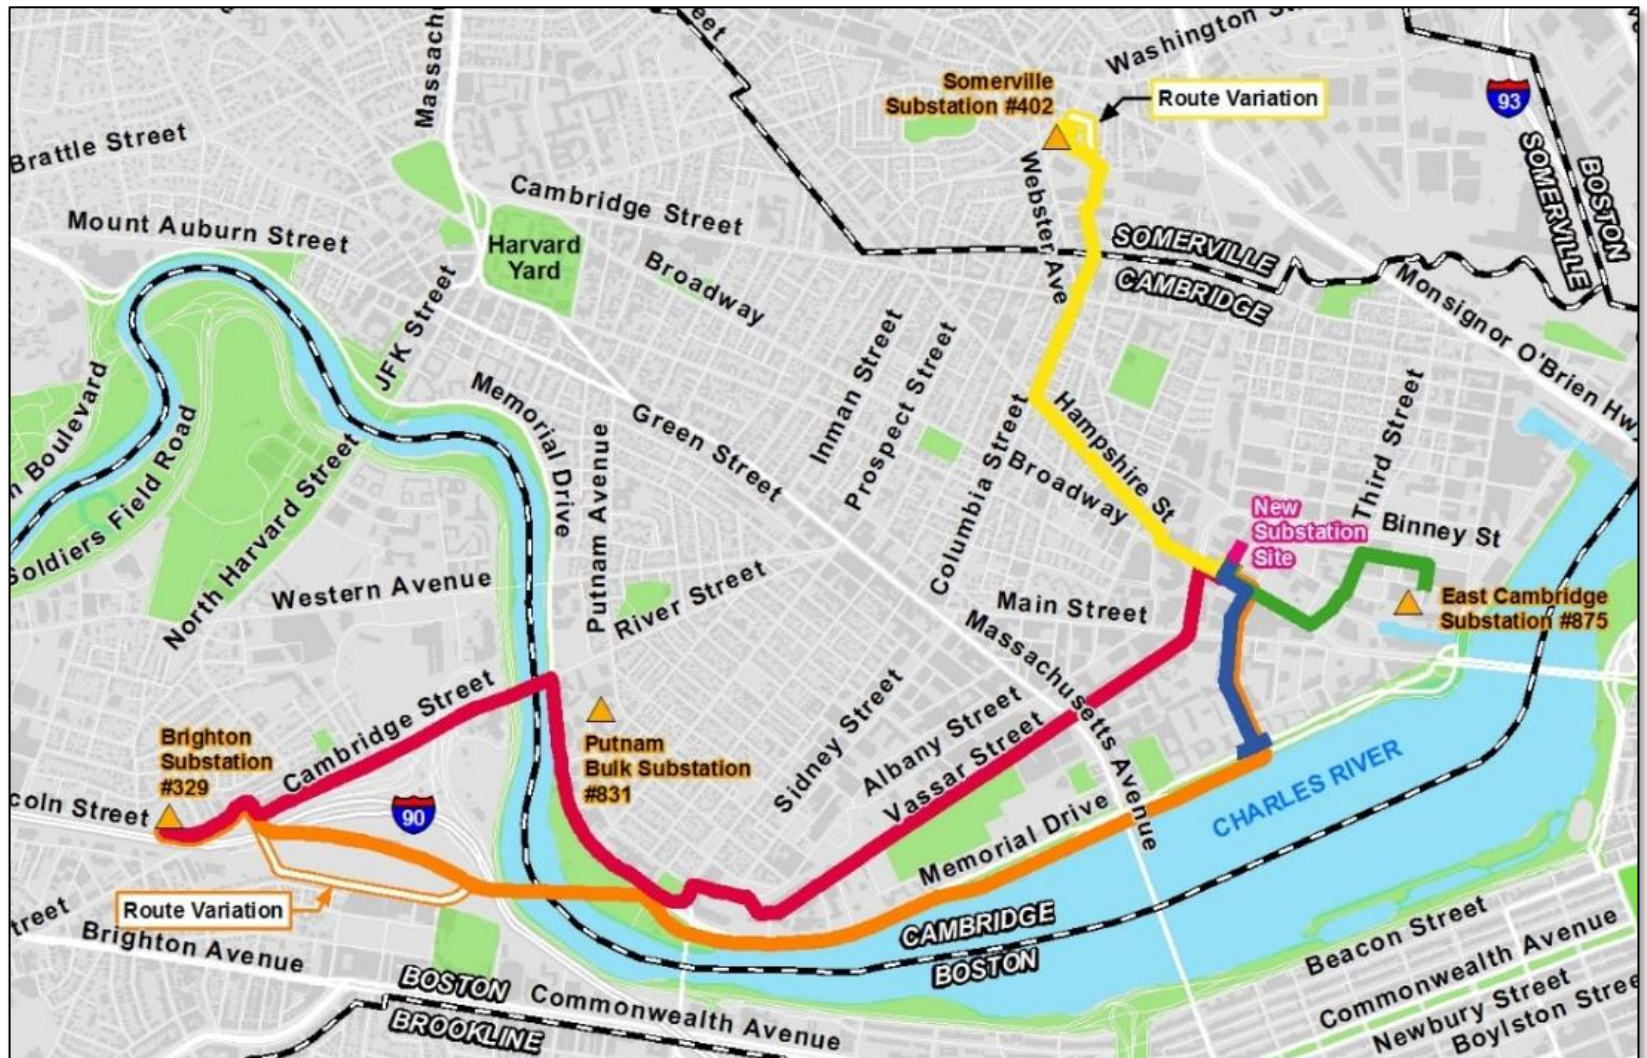 Washington
93
Somerville
Substation #402
Route Variation
SOMERVILLE
BOSTON
Brattle Street
Mount Auburn Street
Cambridge Street
Harvard
Yard
Broadway
Webster Ave
SOMERVILLE
CAMBRIDGE
Monsignor O'Brien Hwy
JFK Street
Memorial Drive
Inman Street
Prospect Street
Green Street
Putnam Avenue
Columbia Street
Hampshire St
Broadway
Third Street
Boulevard
Soldiers Field Road
North Harvard Street
Western Avenue
River Street
New
Substation
Site
Binney St
Main Street
East Cambridge
Substation #875
Massachusetts Avenue
Sidney Street
Albany Street
Vassar Street
Brighton
Substation
#329
Cambridge Street
Putnam
Bulk Substation
#831
coln Street
90
Memorial Drive
CHARLES RIVER
Route Variation
CAMBRIDGE
BOSTON
treet
Brighton Avenue
BOSTON
BROOKLINE
Commonwealth Avenue
Beacon Street
Commonwealth Avenue
Newbury Street
Boylston Stree